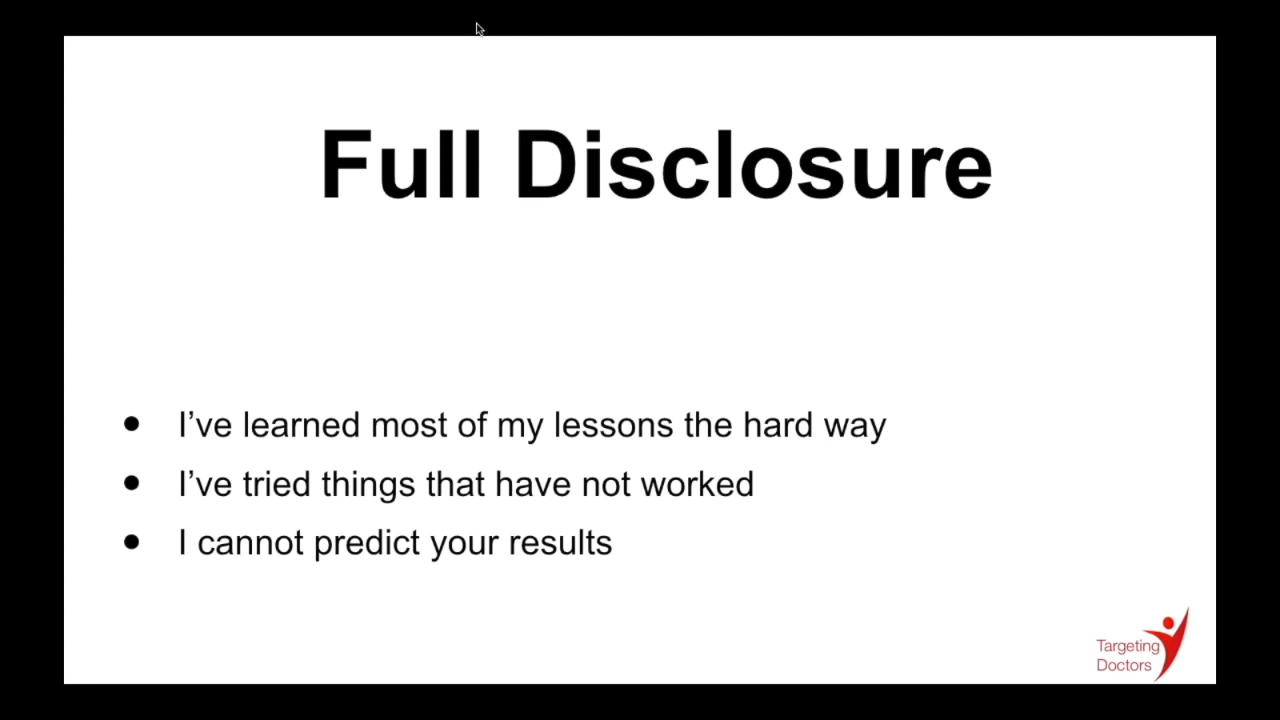 Full Disclosure
● I’ve learned most of my lessons the hard way
● I’ve tried things that have not worked
● I cannot predict your results
Targeting
Doctors